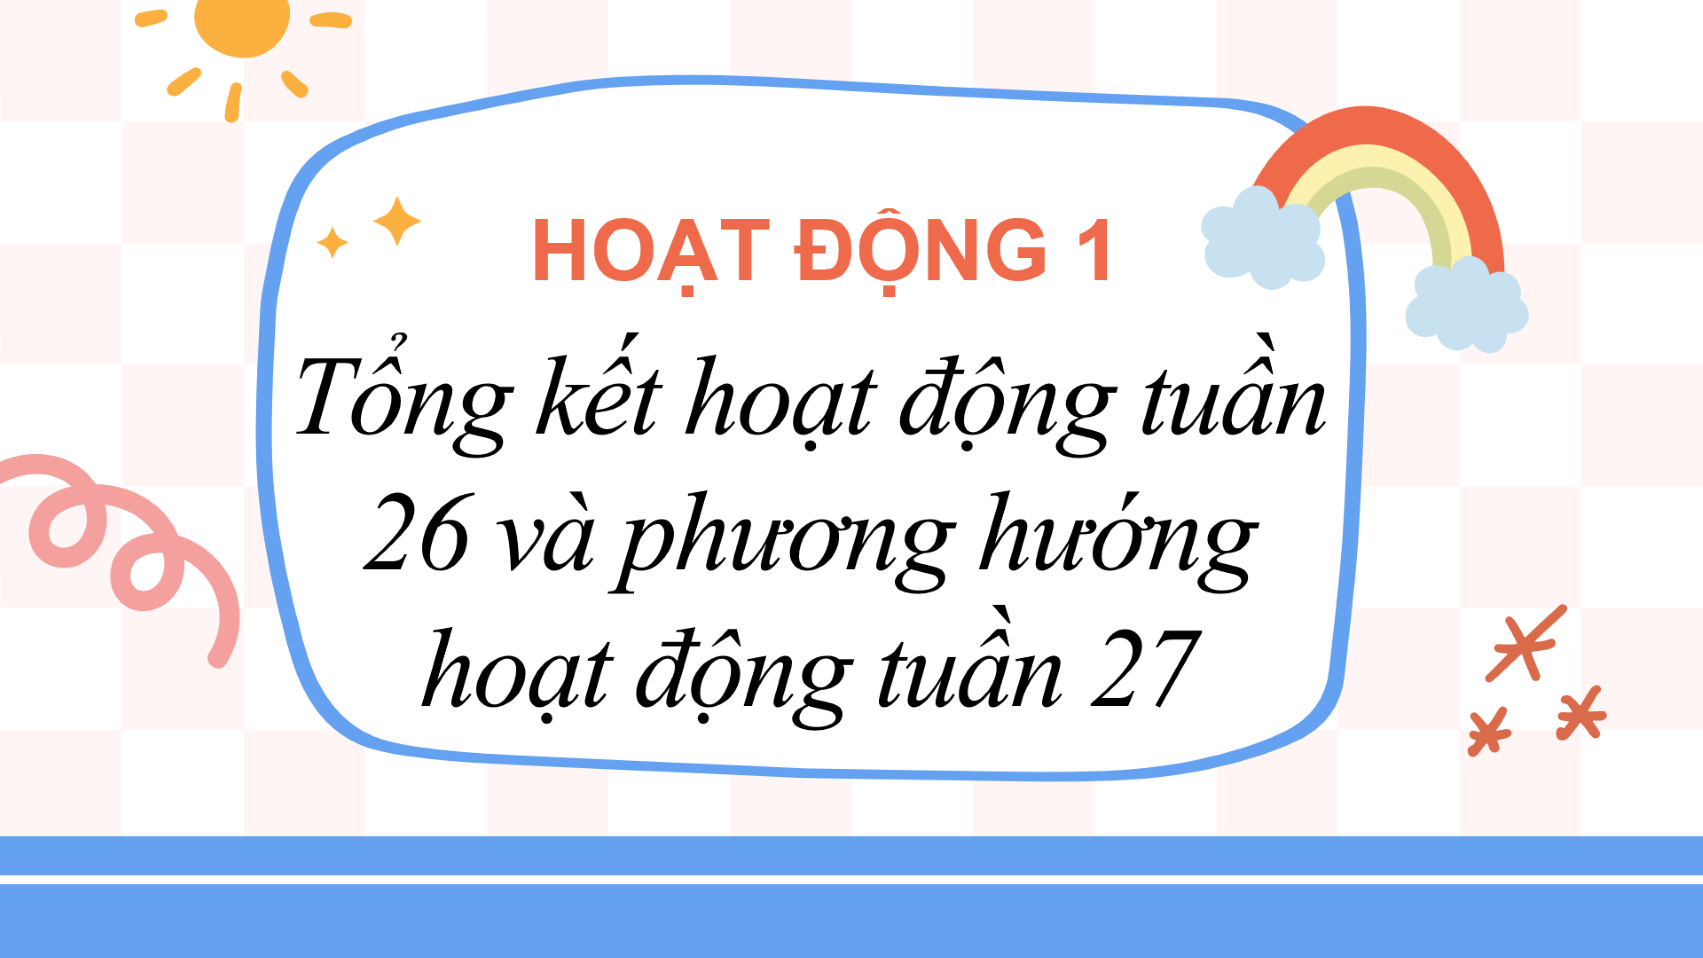 HOẠT ĐỘNG 1
Tổng kết hoạt động tuần
26 và phương hướng
hoạt động tuần 27